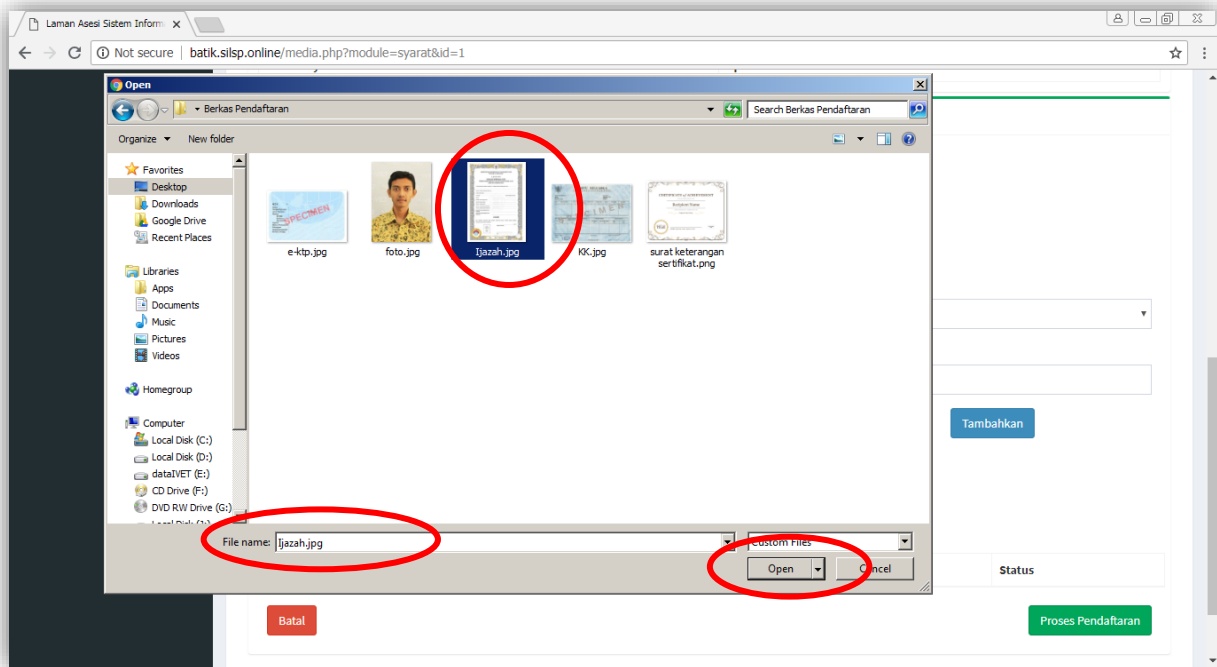 Laman Asesi Sistem Inform
Not secure | batik.silsp.online/media.php?module=syarat&id=1
Open
Berkas Pendaftaran
Search Berkas Pendaftaran
Organize
New folder
Favorites
Desktop
Downloads
Google Drive
Recent Places
Libraries
Apps
Documents
Music
Pictures
Videos
Homegroup
Computer
Local Disk (C:)
Local Disk (D:)
dataIVET (E:)
CD Drive (F:)
DVD RW Drive (G:)
SPECIMEN
e-ktp.jpg
foto.jpg
Ijazah.jpg
KK.jpg
surat keterangan
sertifikat.png
File name:
Ijazah.jpg
Custom Files
Open
Cancel
Tambahkan
Status
Batal
Proses Pendaftaran